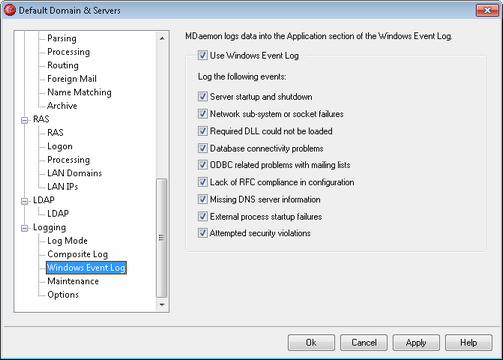 Default Domain & Servers
Parsing
Processing
Routing
Foreign Mail
Name Matching
Archive
RAS
RAS
Logon
Processing
LAN Domains
LAN IPs
LDAP
LDAP
Logging
Log Mode
Composite Log
Windows Event Log
Maintenance
Options
MDaemon logs data into the Application section of the Windows Event Log.
Use Windows Event Log
Log the following events:
Server startup and shutdown
Network sub-system or socket failures
Required DLL could not be loaded
Database connectivity problems
ODBC related problems with mailing lists
Lack of RFC compliance in configuration
Missing DNS server information
External process startup failures
Attempted security violations
Ok
Cancel
Apply
Help